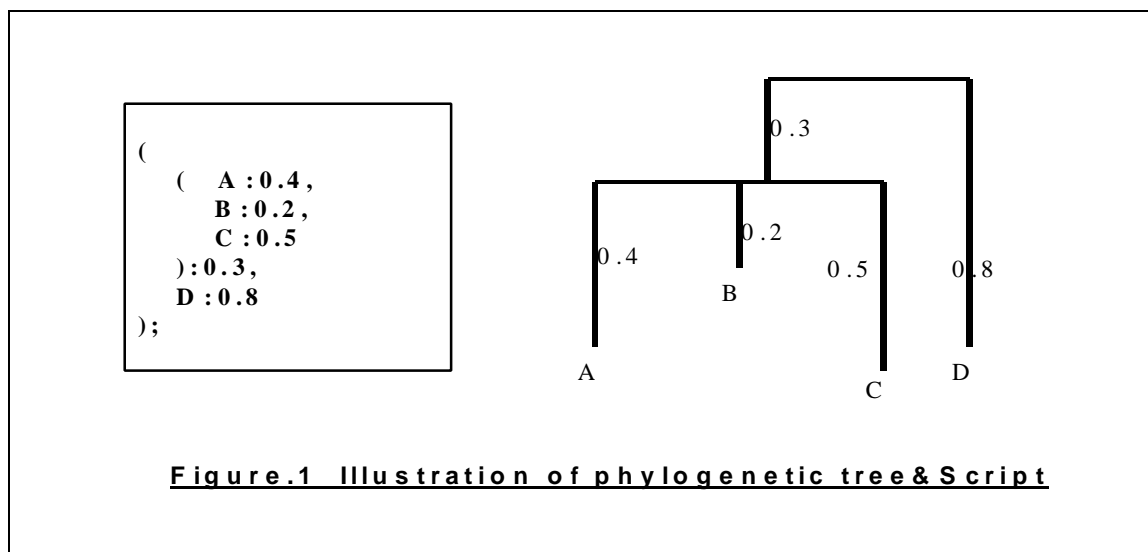 (
( A:0.4,
B:0.2,
C:0.5
):0.3,
D:0.8
);
0.3
0.2
0.4
0.5
0.8
B
A
D
C
Figure.1 Illustration of phylogenetic tree&Script